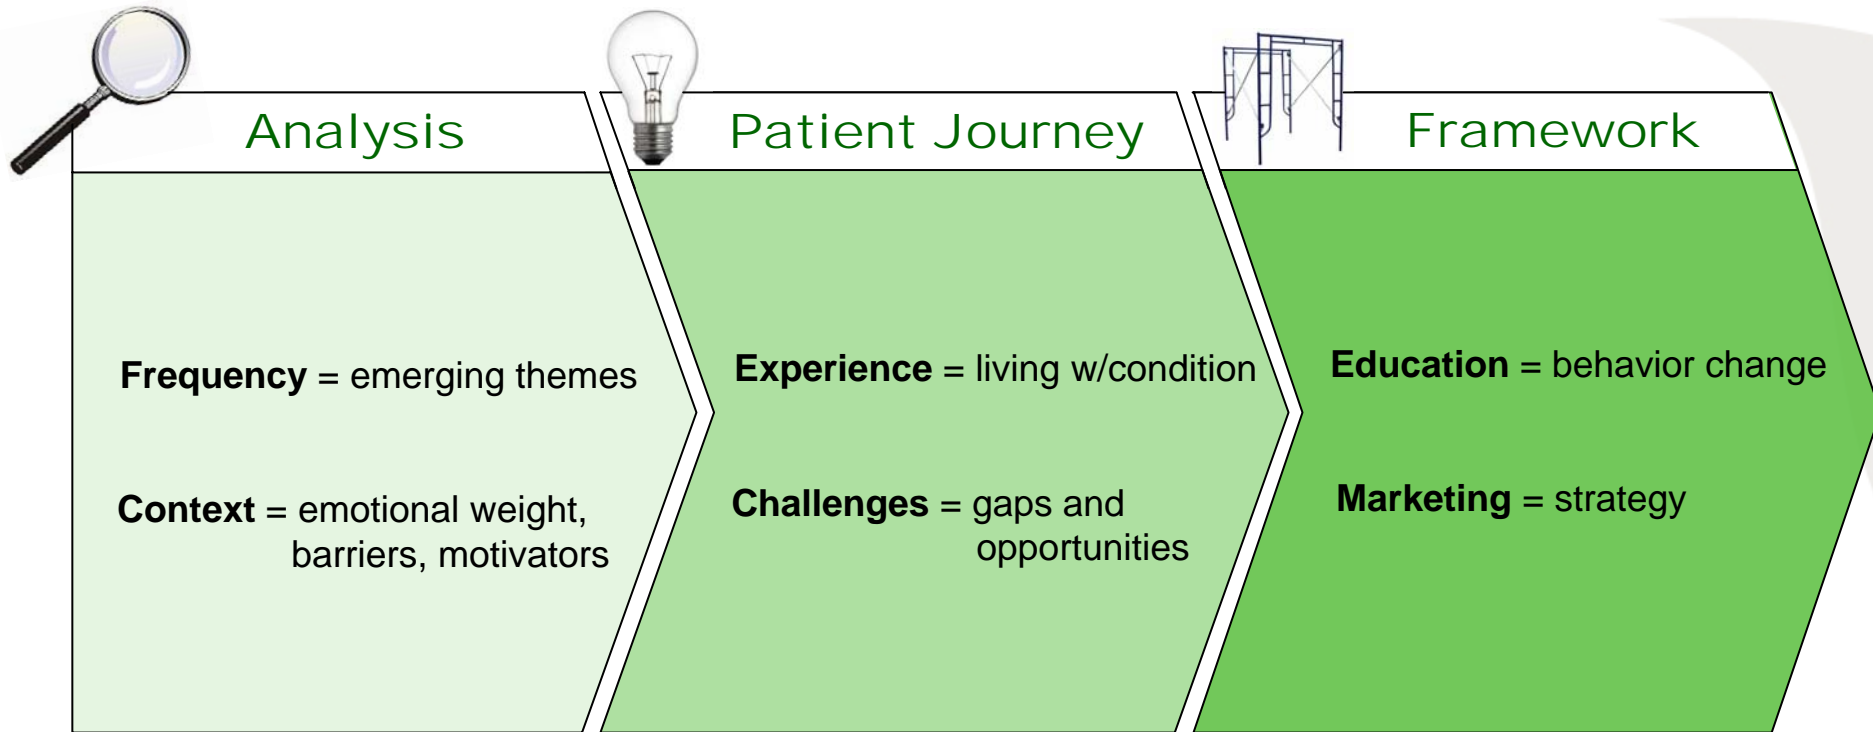 Analysis
Frequency = emerging themes
Context = emotional weight,
barriers, motivators
Patient Journey
Experience = living w/condition
Challenges = gaps and
opportunities
Framework
Education = behavior change
Marketing = strategy